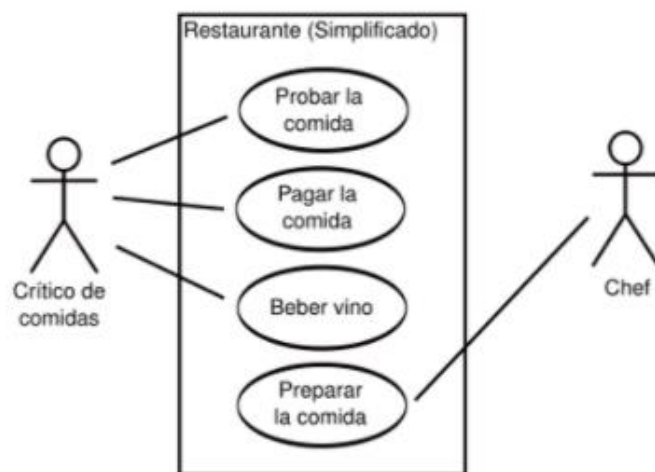 Restaurante (Simplificado)
Probar la
comida
Pagar la
comida
Beber vino
Preparar
la comida
Crítico de
comidas
Chef